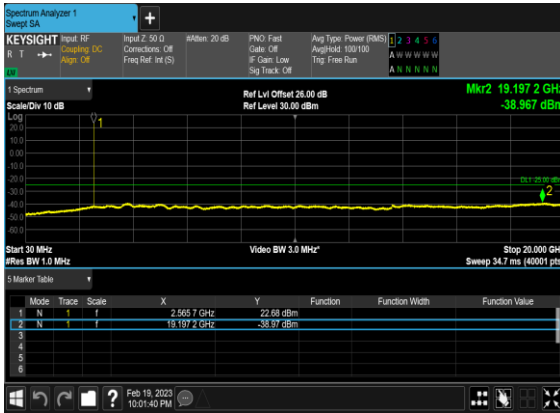 Spectrum Analyzer 1
Swept SA
+
KEYSIGHT Input: RF Input Z: 50 Ω #Atten: 20 dB PNO: Fast Avg Type: Power (RMS) 1 2 3 4 5 6
R T Coupling: DC Corrections: Off Gate: Off Avg|Hold: 100/100 A W W W W W
Align: Off Freq Ref: Int (S) IF Gain: Low Trig: Free Run A N N N N N
LXI Sig Track: Off
1 Spectrum Ref Lvl Offset 26.00 dB Mkr2 19.197 2 GHz
Scale/Div 10 dB Ref Level 30.00 dBm -38.967 dBm
Log
20.0
1
10.0
0.00
-10.0
-20.0
DL1 -25.00 dBm
-30.0
2
-40.0
-50.0
-60.0
Start 30 MHz Video BW 3.0 MHz* Stop 20.000 GHz
#Res BW 1.0 MHz Sweep 34.7 ms (40001 pts)
5 Marker Table
Mode Trace Scale X Y Function Function Width Function Value
1 N 1 f 2.565 7 GHz 22.68 dBm
2 N 1 f 19.197 2 GHz -38.97 dBm
3
4
5
6
? Feb 19, 2023
10:01:40 PM